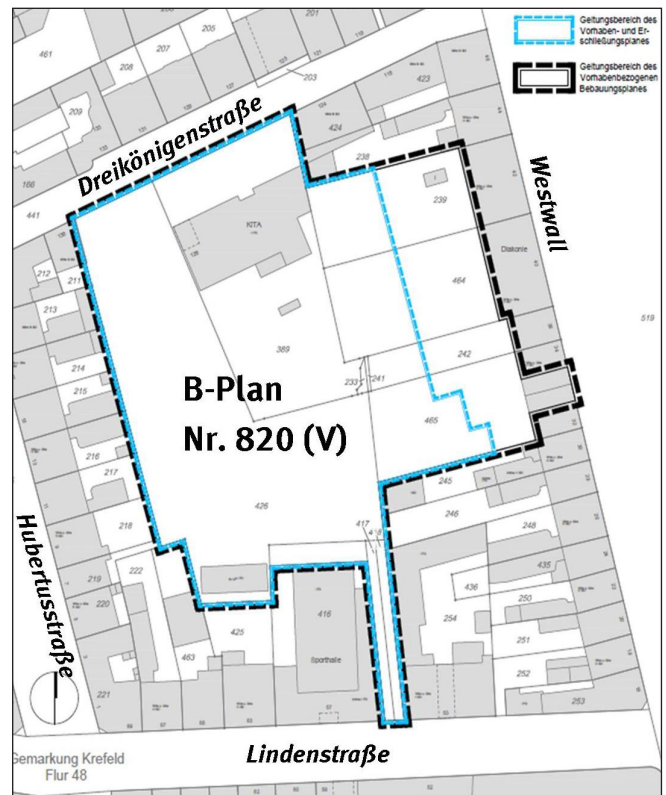 Geltungsbereich des
Vorhaben- und Er-
schließungsplanes
Geltungsbereich des
Vorhabenbezogenen
Bebauungsplanes
201
207
205
461
208
203
209
423
424
Dreikönigenstraße
166
238
441
Westwall
239
KITA
212
211
Diakonie
213
464
519
389
242
214
233
241
215
B-Plan
465
Nr. 820 (V)
216
245
217
246
426
218
417
418
248
435
Hubertusstraße
219
222
436
220
250
416
254
425
251
463
Sporthalle
252
221
253
Lindenstraße
Gemarkung Krefeld
Flur 48